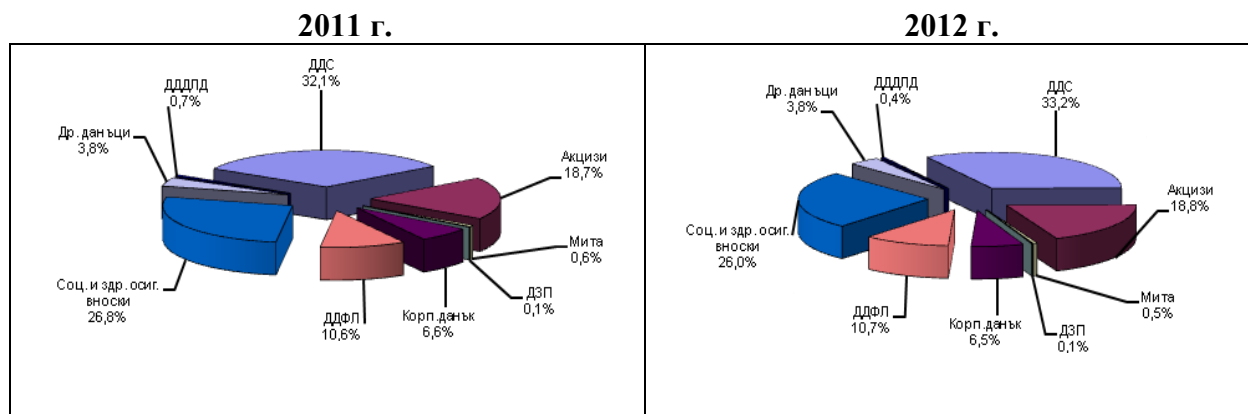 2011 г.
ДДС
32,1%
ДДДПД
0,7%
Др. данъци
3,8%
Акцизи
18,7%
Мита
0,6%
ДЗП
0,1%
Корп.данък
6,6%
ДДФЛ
10,6%
Соц. и здр. осиг.
вноски
26,8%
2012 г.
ДДС
33,2%
ДДДПД
0,4%
Др. данъци
3,8%
Акцизи
18,8%
Мита
0,5%
ДЗП
0,1%
Корп.данък
6,5%
ДДФЛ
10,7%
Соц. и здр. осиг.
вноски
26,0%